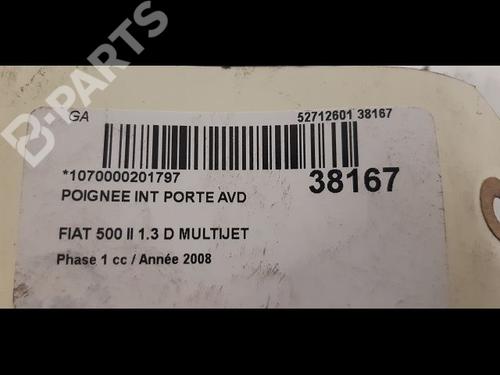 GA 52712601 38167
*1070000201797 38167
POIGNEE INT PORTE AVD
FIAT 500 II 1.3 D MULTIJET
Phase 1 cc / Année 2008
B-PARTS